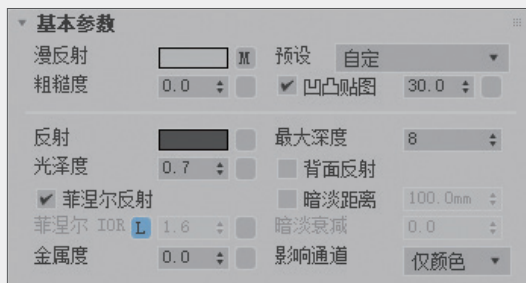 基本参数
漫反射 M 预设 自定
粗糙度 0.0 凹凸贴图 30.0
反射 最大深度 8
光泽度 0.7 背面反射
菲涅尔反射 暗淡距离 100.0mm
菲涅尔 IOR L 1.6 暗淡衰减 0.0
金属度 0.0 影响通道 仅颜色